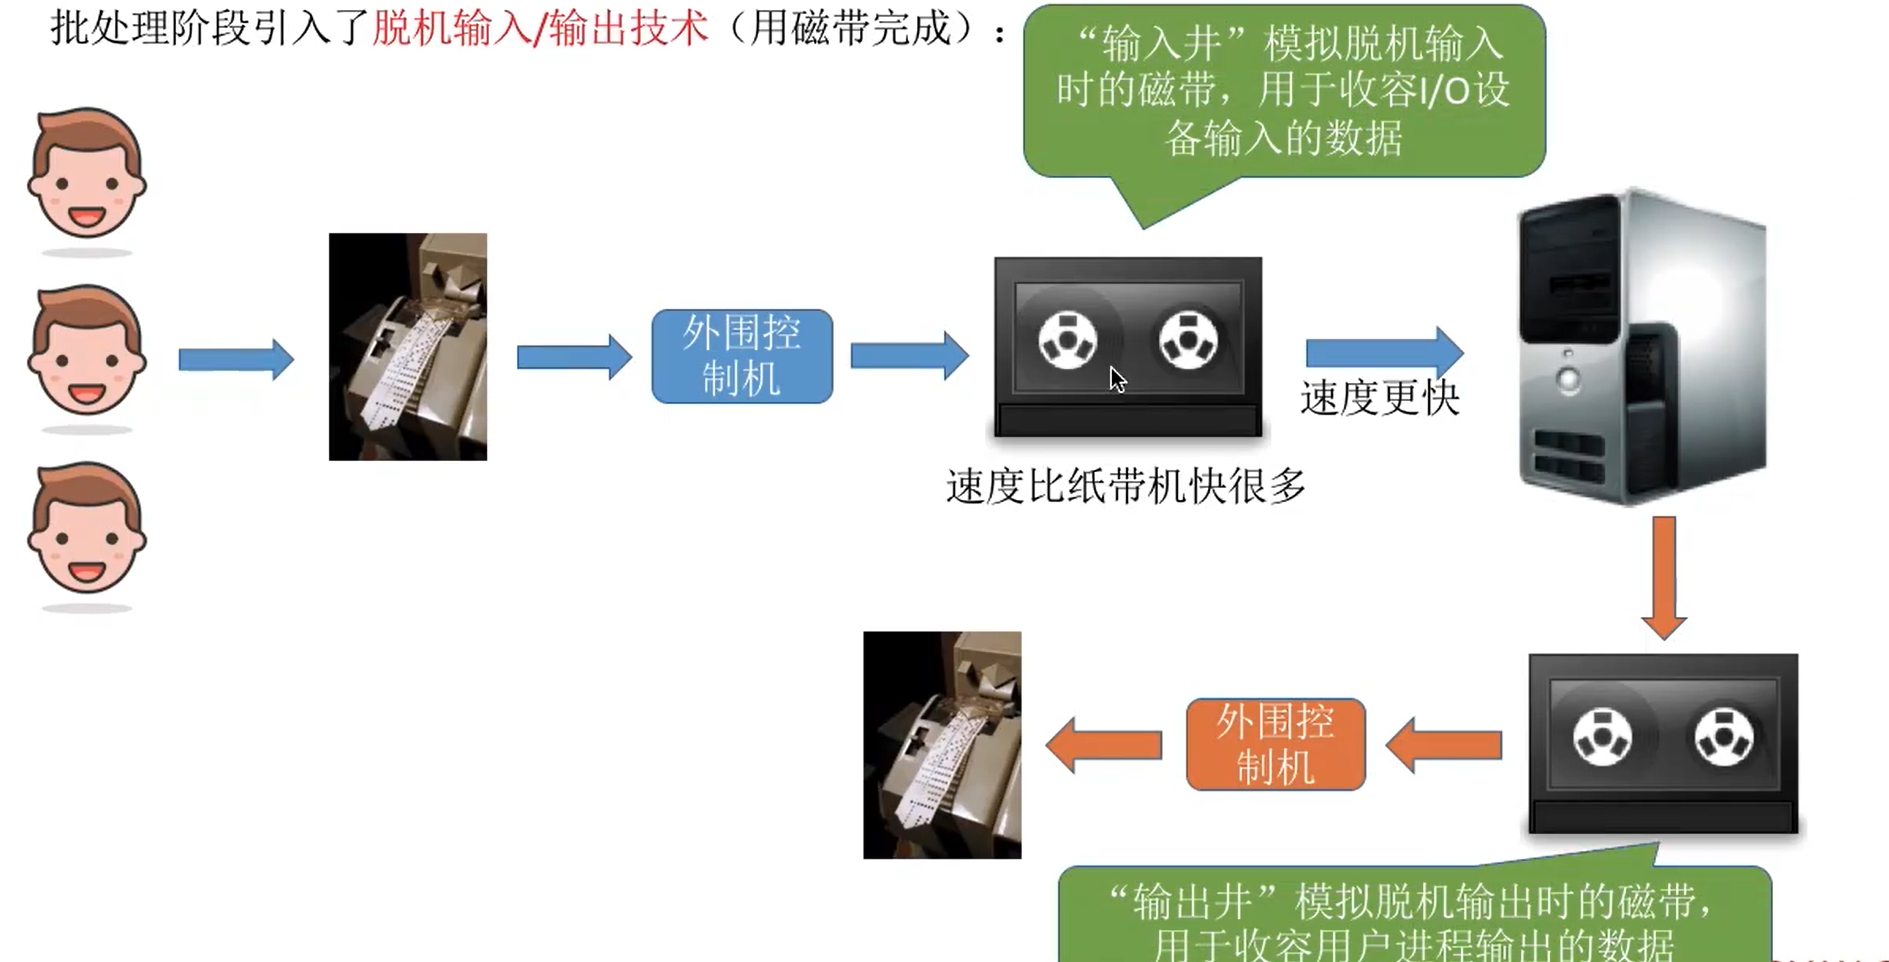 批处理阶段引入了脱机输入/输出技术（用磁带完成）：
“输入井”模拟脱机输入
时的磁带，用于收容I/O设
备输入的数据
外围控
制机
速度更快
速度比纸带机快很多
外围控
制机
“输出井”模拟脱机输出时的磁带，
用于收容用户进程输出的数据